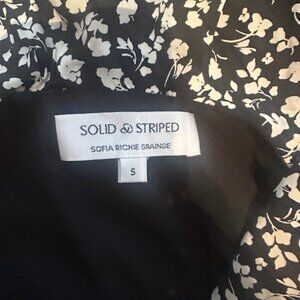 SOLID & STRIPED
SOFIA RICHIE GRAINGE
S